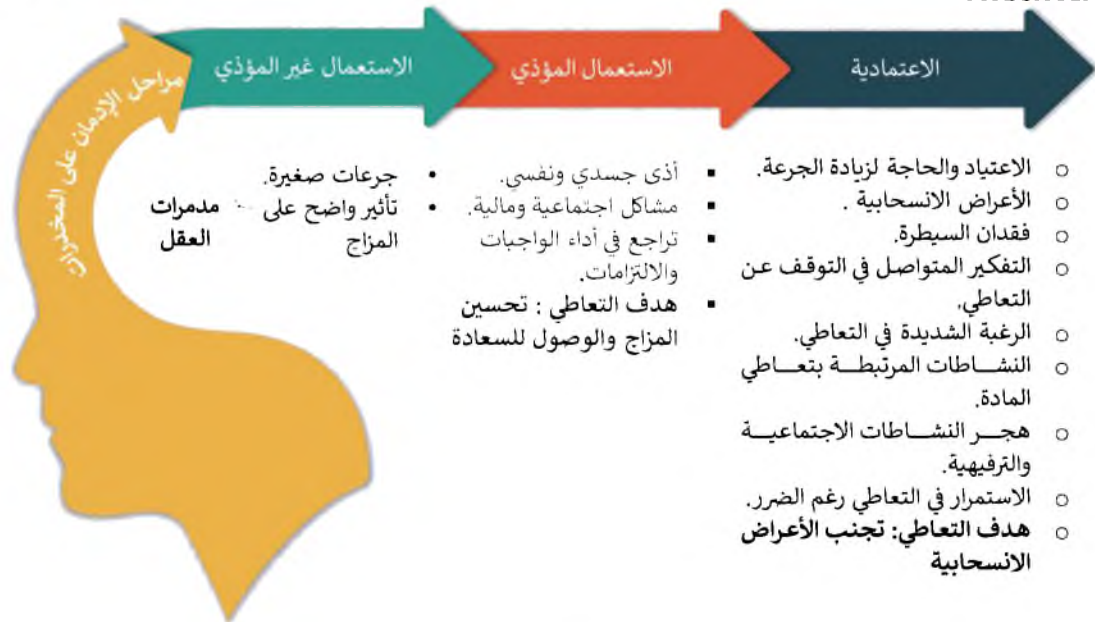 مراحل الإدمان على المخدرات
الاستعمال غير المؤذي
الاستعمال المؤذي
الاعتمادية
جرعات صغيرة.
تأثير واضح على
المزاج
مدمرات
العقل
أذى جسدي ونفسي.
مشاكل اجتماعية ومالية.
تراجع في أداء الواجبات
والالتزامات.
هدف التعاطي : تحسين
المزاج والوصول للسعادة
الاعتياد والحاجة لزيادة الجرعة.
الأعراض الانسحابية .
فقدان السيطرة.
التفكير المتواصل في التوقف عن
التعاطي.
الرغبة الشديدة في التعاطي.
النشاطات المرتبطة بتعاطي
المادة.
هجر النشاطات الاجتماعية
والترفيهية.
الاستمرار في التعاطي رغم الضرر.
هدف التعاطي: تجنب الأعراض
الانسحابية